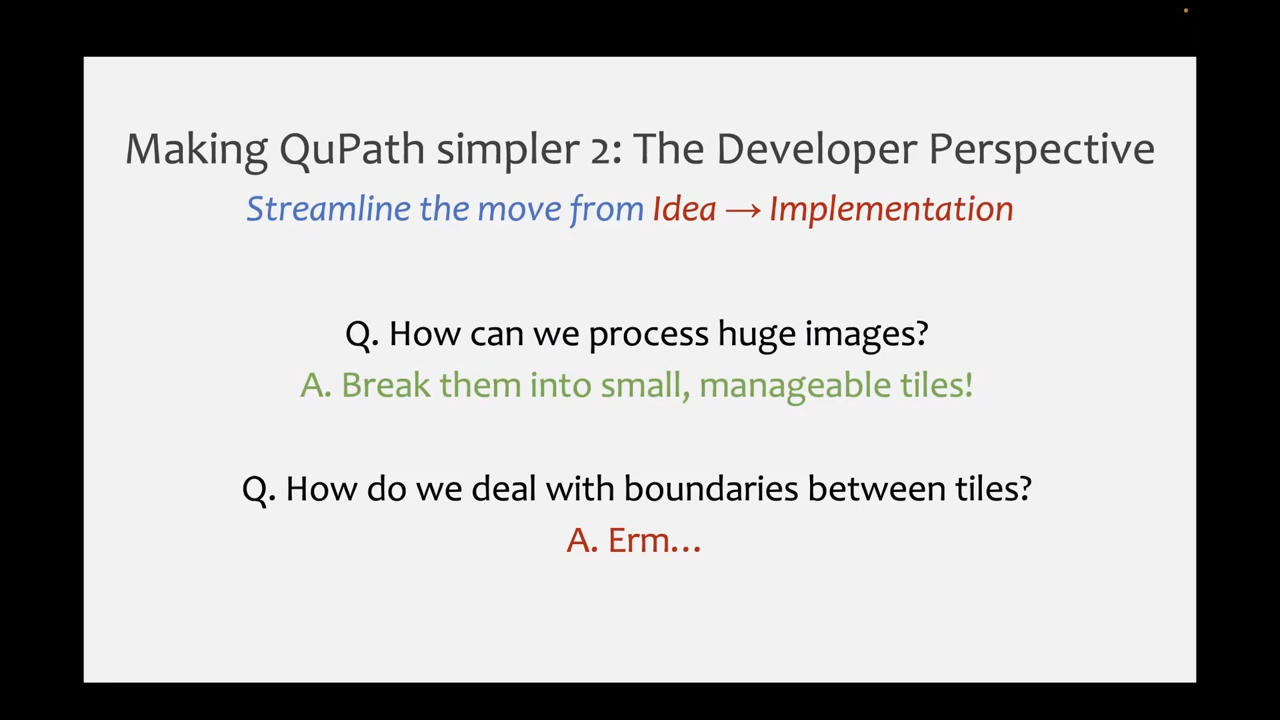 Making QuPath simpler 2: The Developer Perspective
Streamline the move from Idea → Implementation
Q. How can we process huge images?
A. Break them into small, manageable tiles!
Q. How do we deal with boundaries between tiles?
A. Erm…